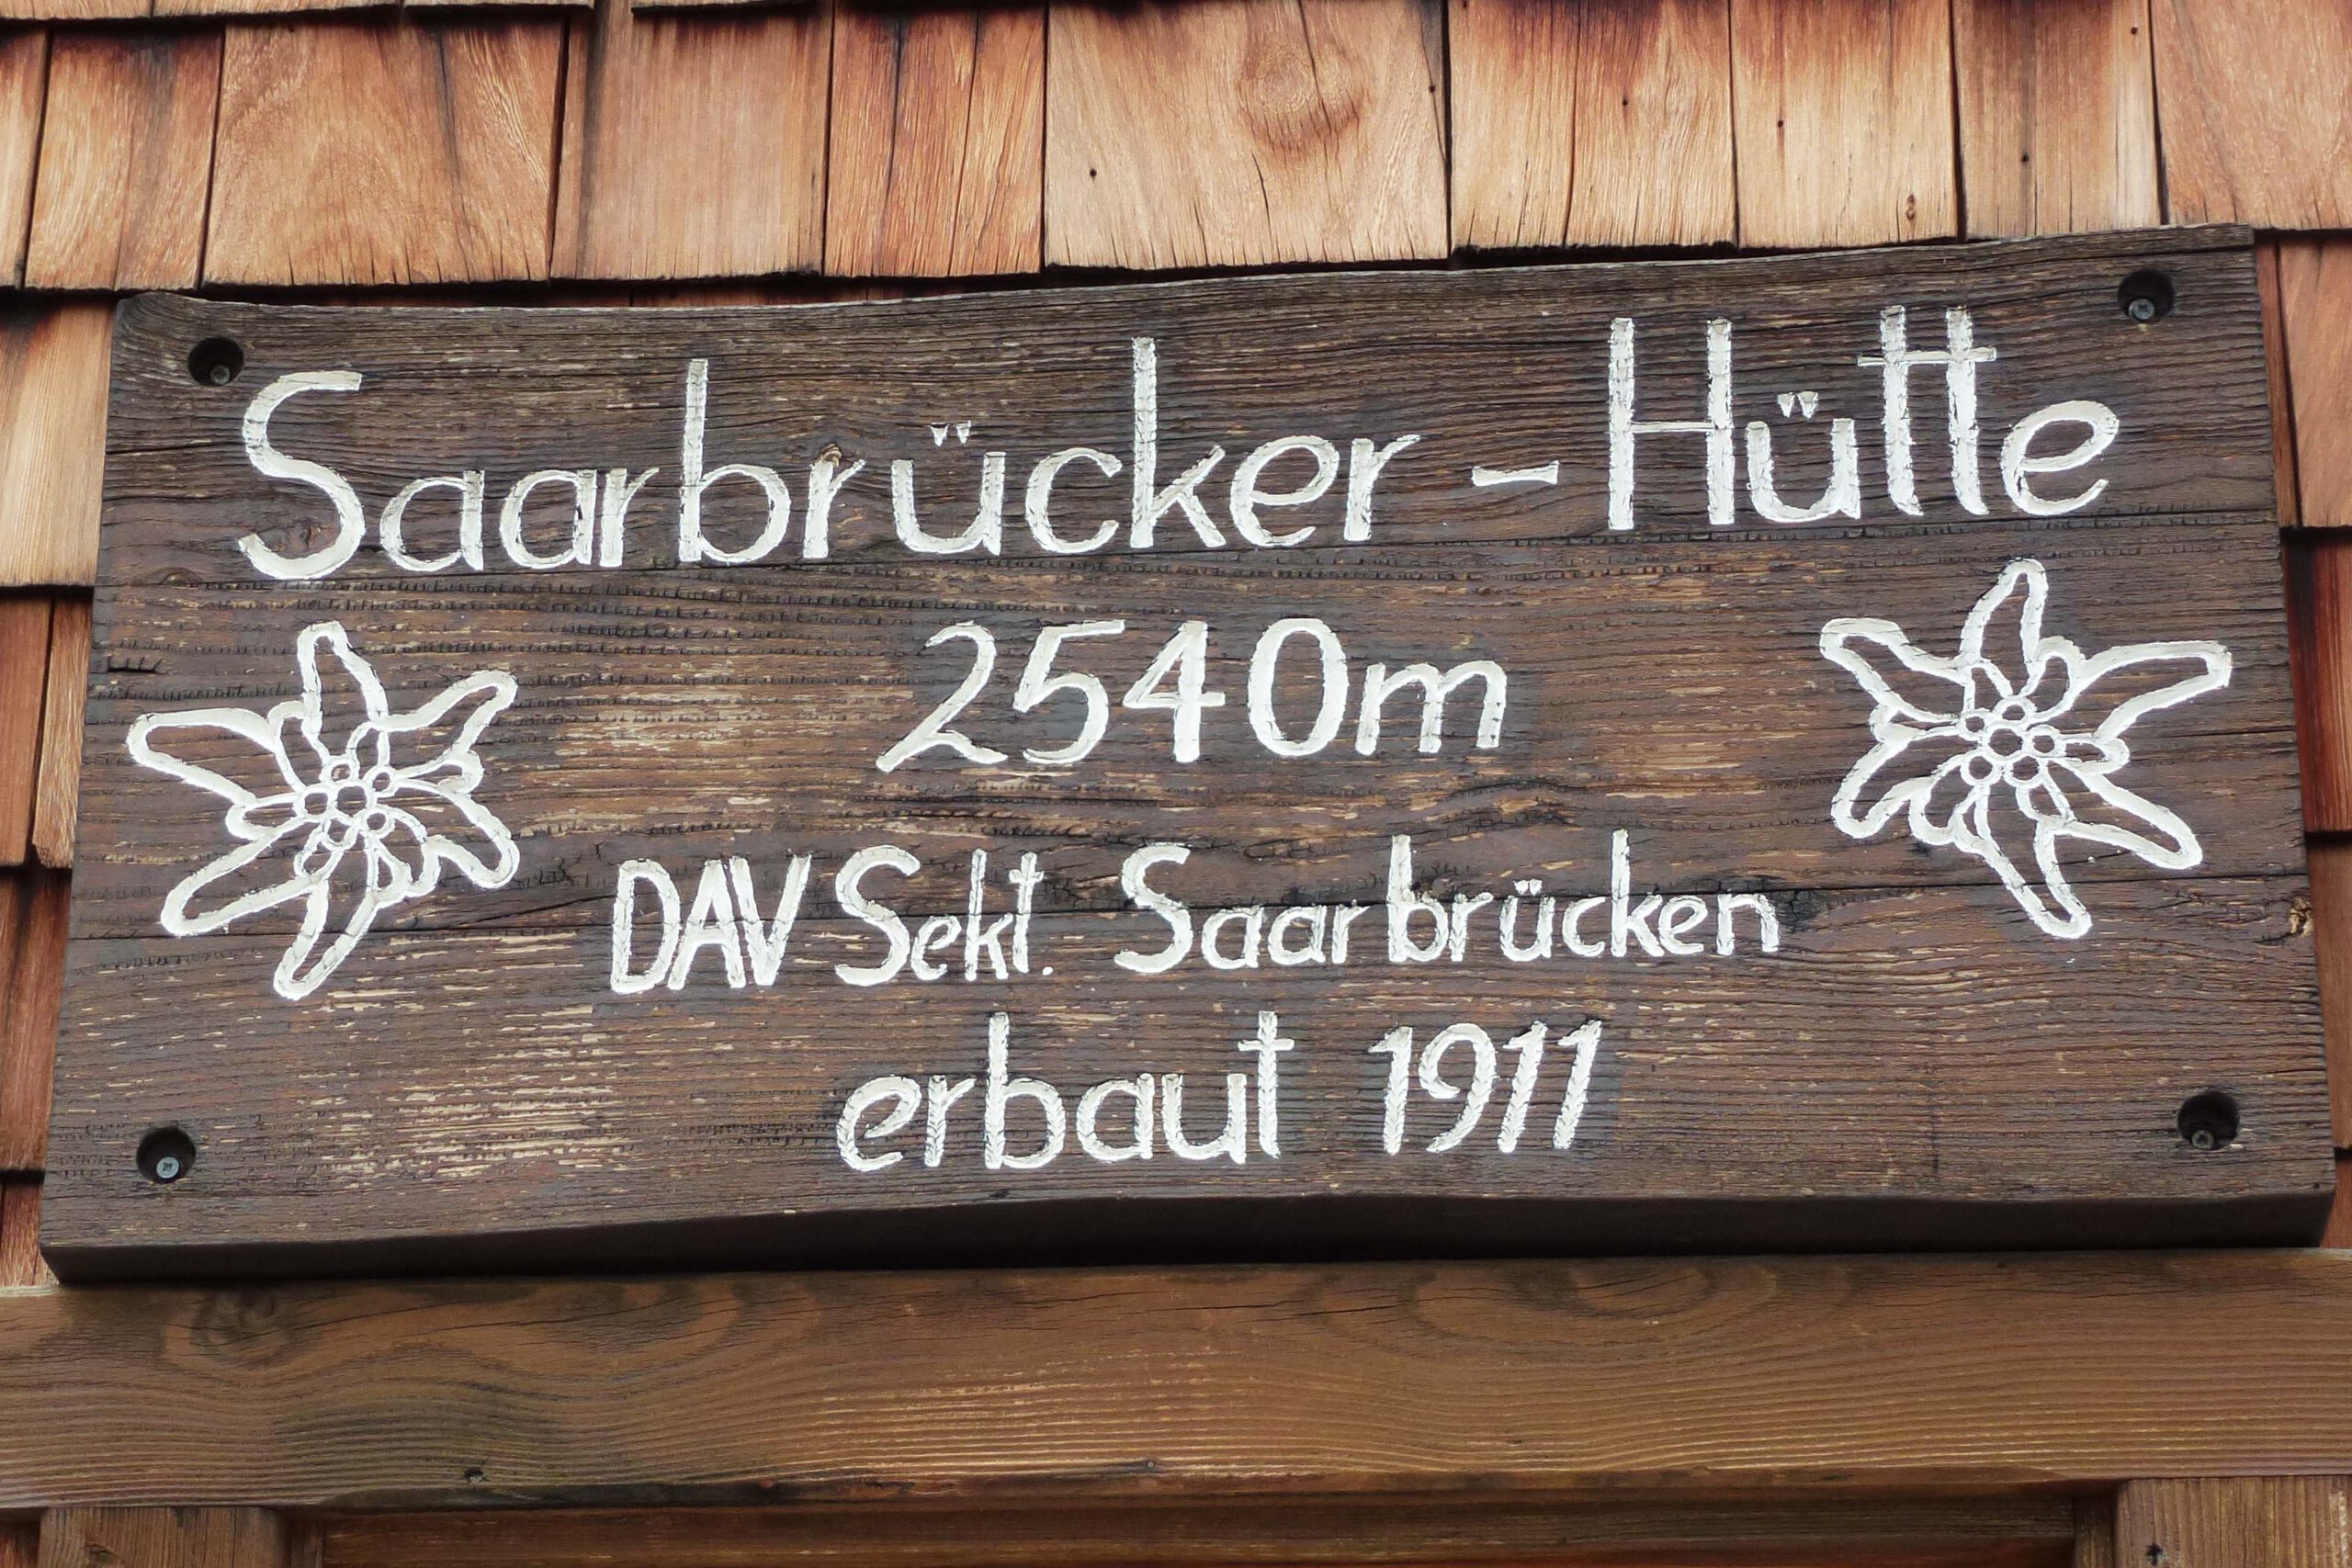 Saarbrücker - Hütte
2540m
DAV Sekt. Saarbrücken
erbaut 1911